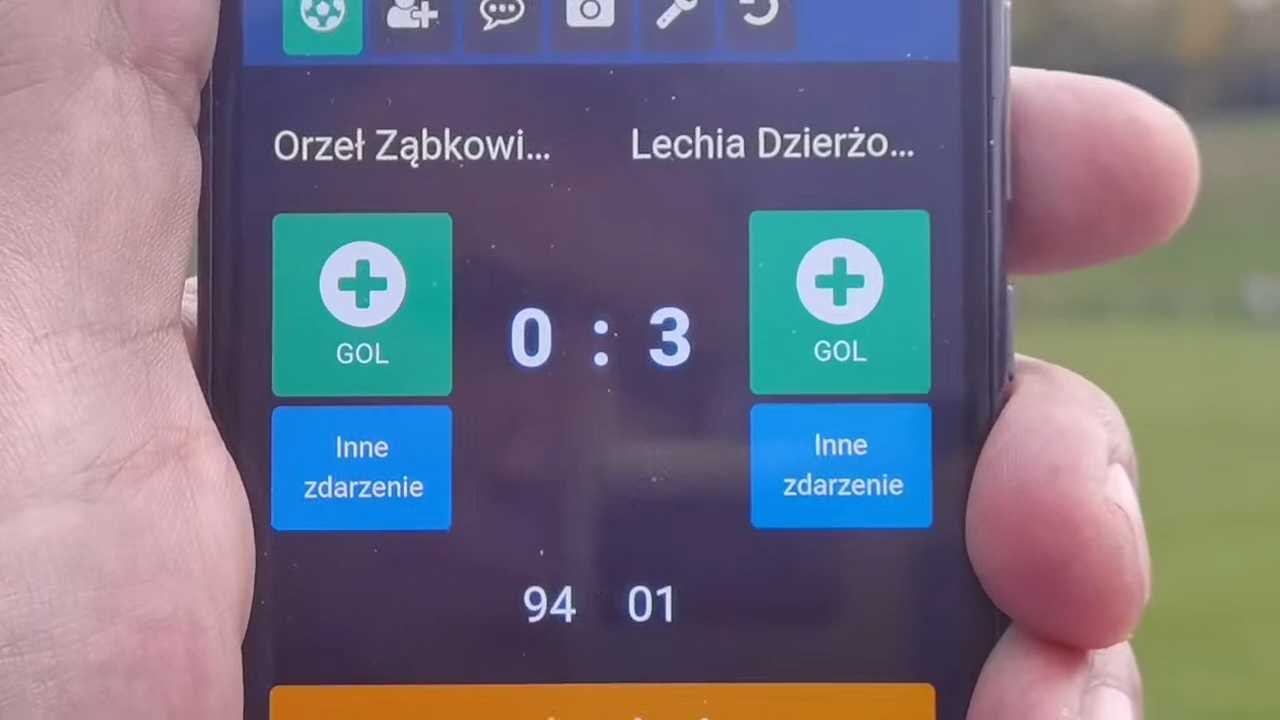 Orzeł Ząbkowi... Lechia Dzierżo...
GOL 0 : 3 GOL
Inne zdarzenie Inne zdarzenie
94 01